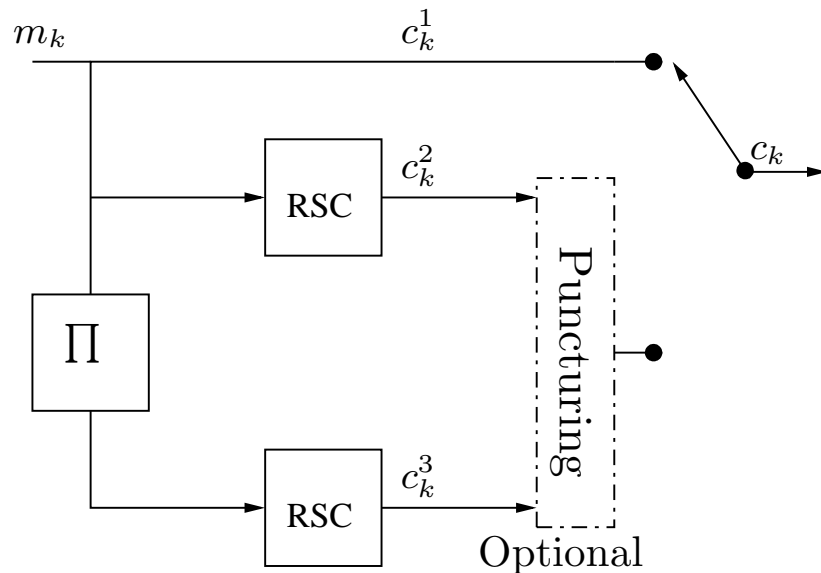 m_k
c_k^1
c_k
c_k^2
RSC
Puncturing
∏
c_k^3
RSC
Optional